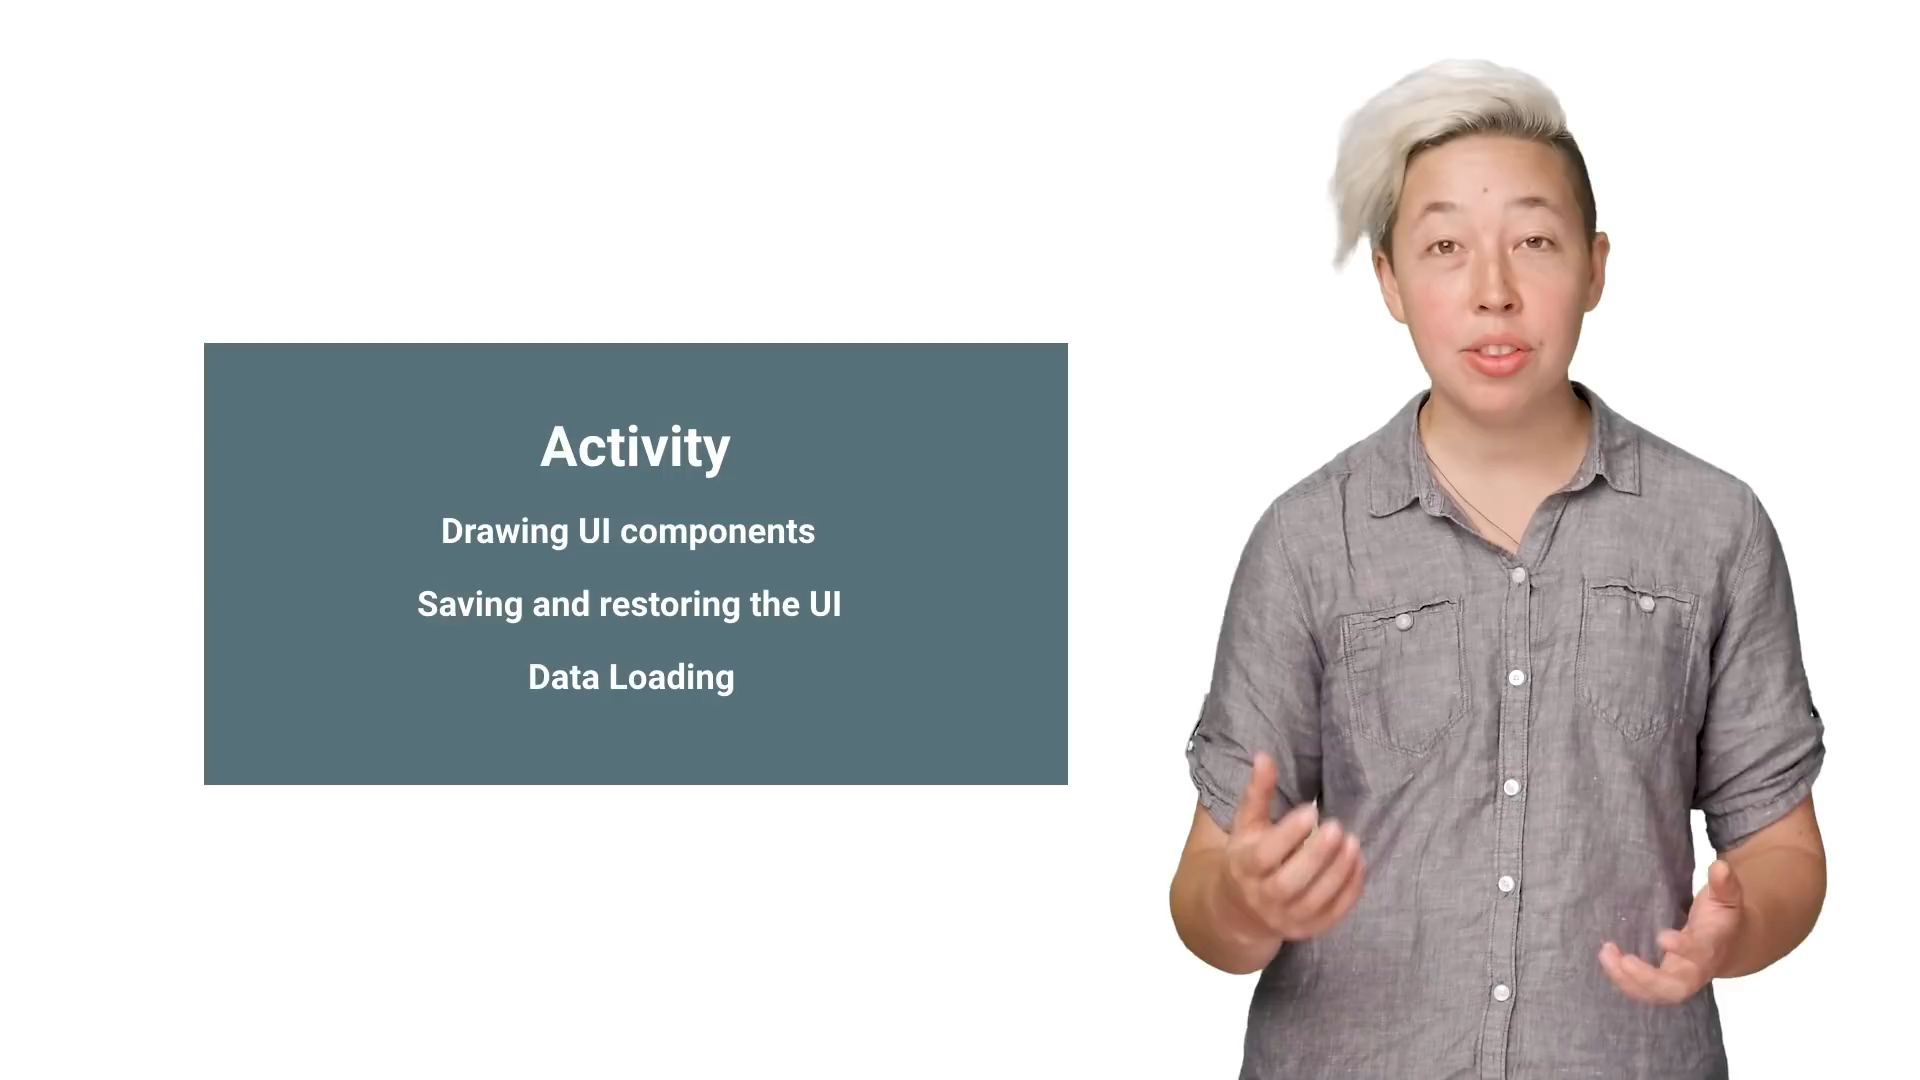 Activity
Drawing UI components
Saving and restoring the UI
Data Loading